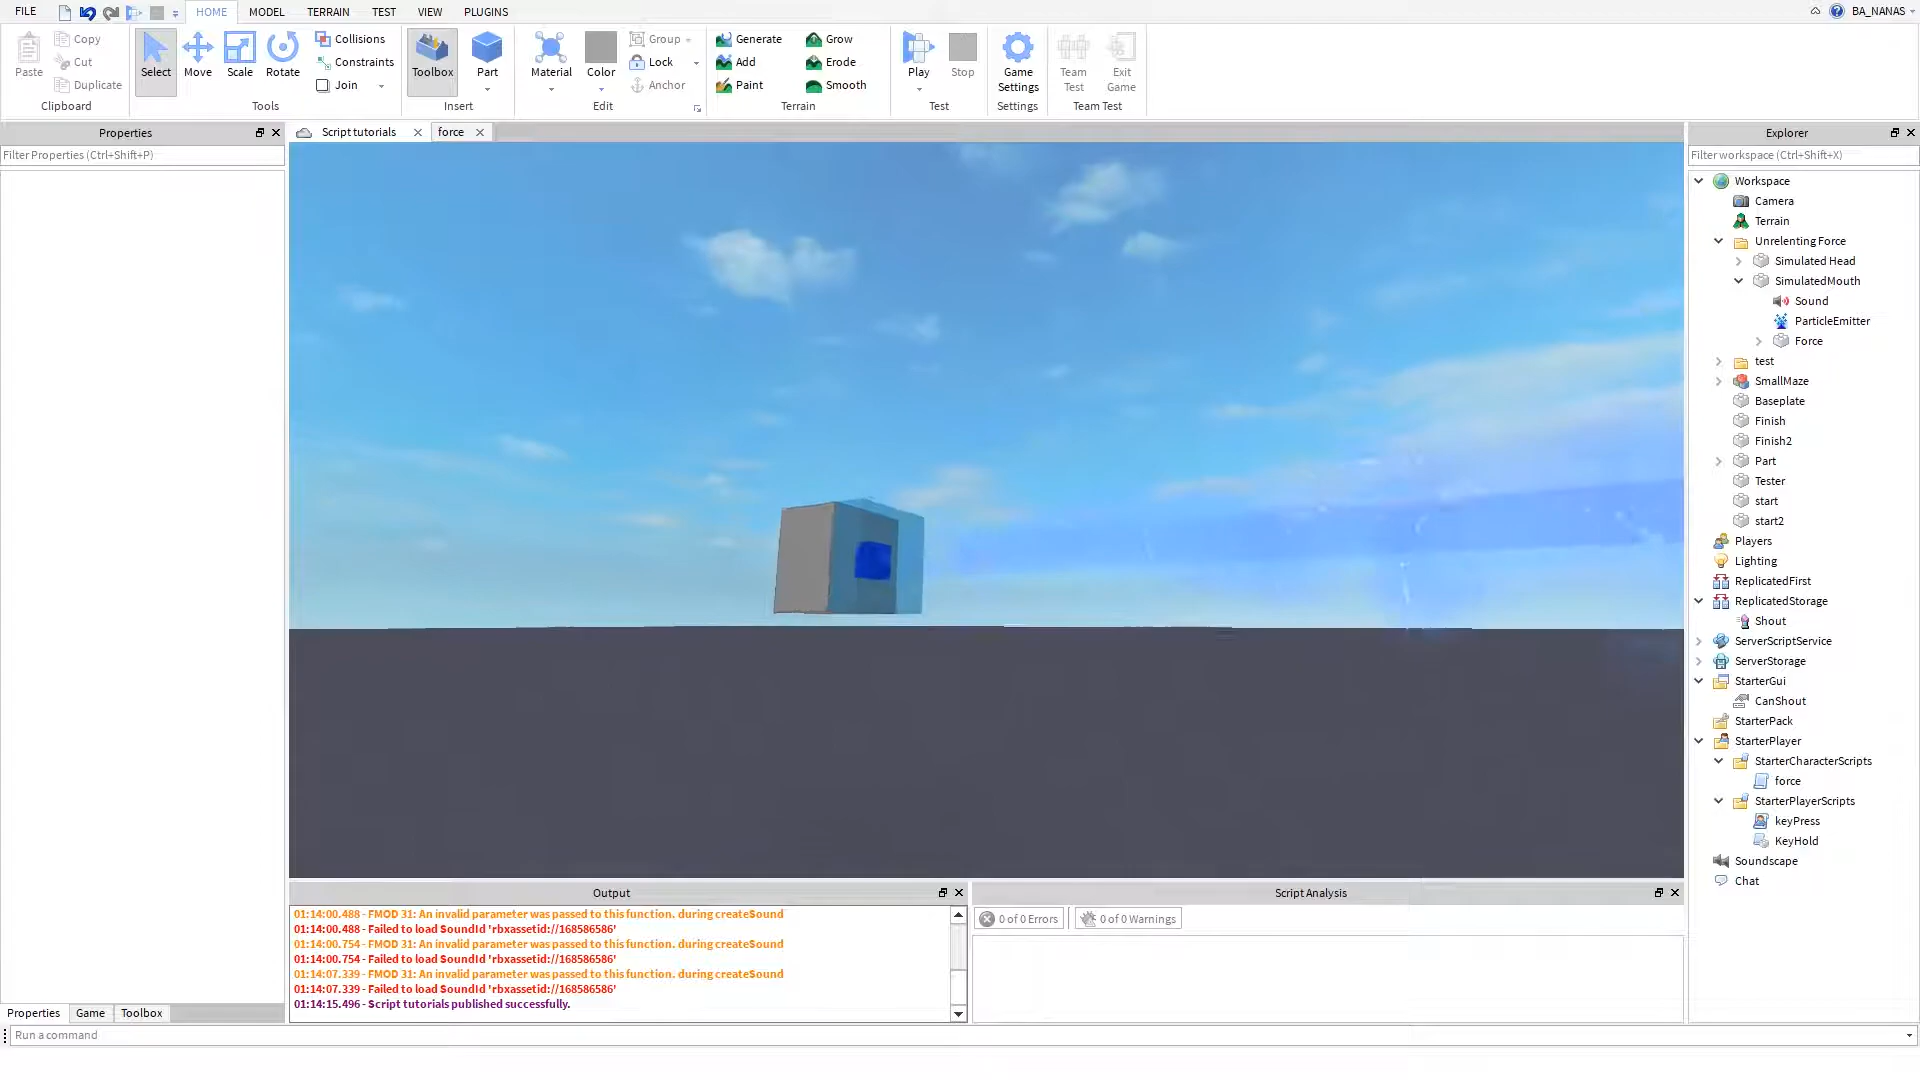 FILE HOME MODEL TERRAIN TEST VIEW PLUGINS BA_NANAS
Paste
Copy
Cut
Duplicate
Clipboard
Select
Move
Scale
Rotate
Collisions
Constraints
Join
Tools
Toolbox
Part
Insert
Material
Color
Group
Lock
Anchor
Edit
Generate
Add
Paint
Grow
Erode
Smooth
Terrain
Play
Stop
Test
Game
Settings
Settings
Team
Test
Exit
Game
Team Test
Properties
Filter Properties (Ctrl+Shift+P)
Script tutorials
force
Explorer
Filter workspace (Ctrl+Shift+X)
Workspace
Camera
Terrain
Unrelenting Force
Simulated Head
SimulatedMouth
Sound
ParticleEmitter
Force
test
SmallMaze
Baseplate
Finish
Finish2
Part
Tester
start
start2
Players
Lighting
ReplicatedFirst
ReplicatedStorage
Shout
ServerScriptService
ServerStorage
StarterGui
CanShout
StarterPack
StarterPlayer
StarterCharacterScripts
force
StarterPlayerScripts
keyPress
KeyHold
Soundscape
Chat
Output
01:14:00.488 - FMOD 31: An invalid parameter was passed to this function. during createSound
01:14:00.488 - Failed to load SoundId 'rbxassetid://168586586'
01:14:00.754 - FMOD 31: An invalid parameter was passed to this function. during createSound
01:14:00.754 - Failed to load SoundId 'rbxassetid://168586586'
01:14:07.339 - FMOD 31: An invalid parameter was passed to this function. during createSound
01:14:07.339 - Failed to load SoundId 'rbxassetid://168586586'
01:14:15.496 - Script tutorials published successfully.
Script Analysis
0 of 0 Errors
0 of 0 Warnings
Properties Game Toolbox
Run a command